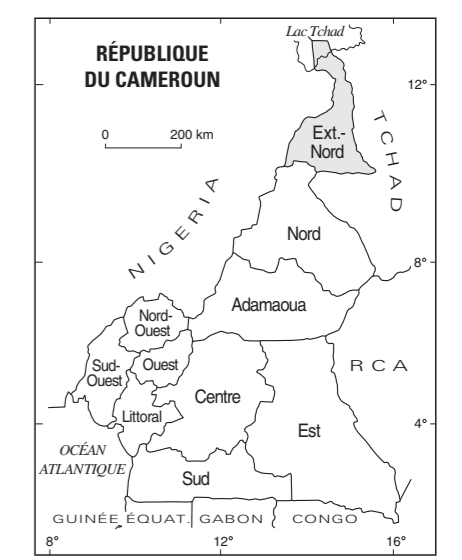 Lac Tchad
RÉPUBLIQUE
DU CAMEROUN
12°
0 200 km
Ext.-
Nord
TCHAD
NIGERIA
Nord
8°
Adamaoua
Nord-
Ouest
Sud-
Ouest
Ouest
RCA
Centre
Littoral
4°
Est
OCÉAN
ATLANTIQUE
Sud
GUINÉE ÉQUAT. GABON CONGO
8° 12° 16°